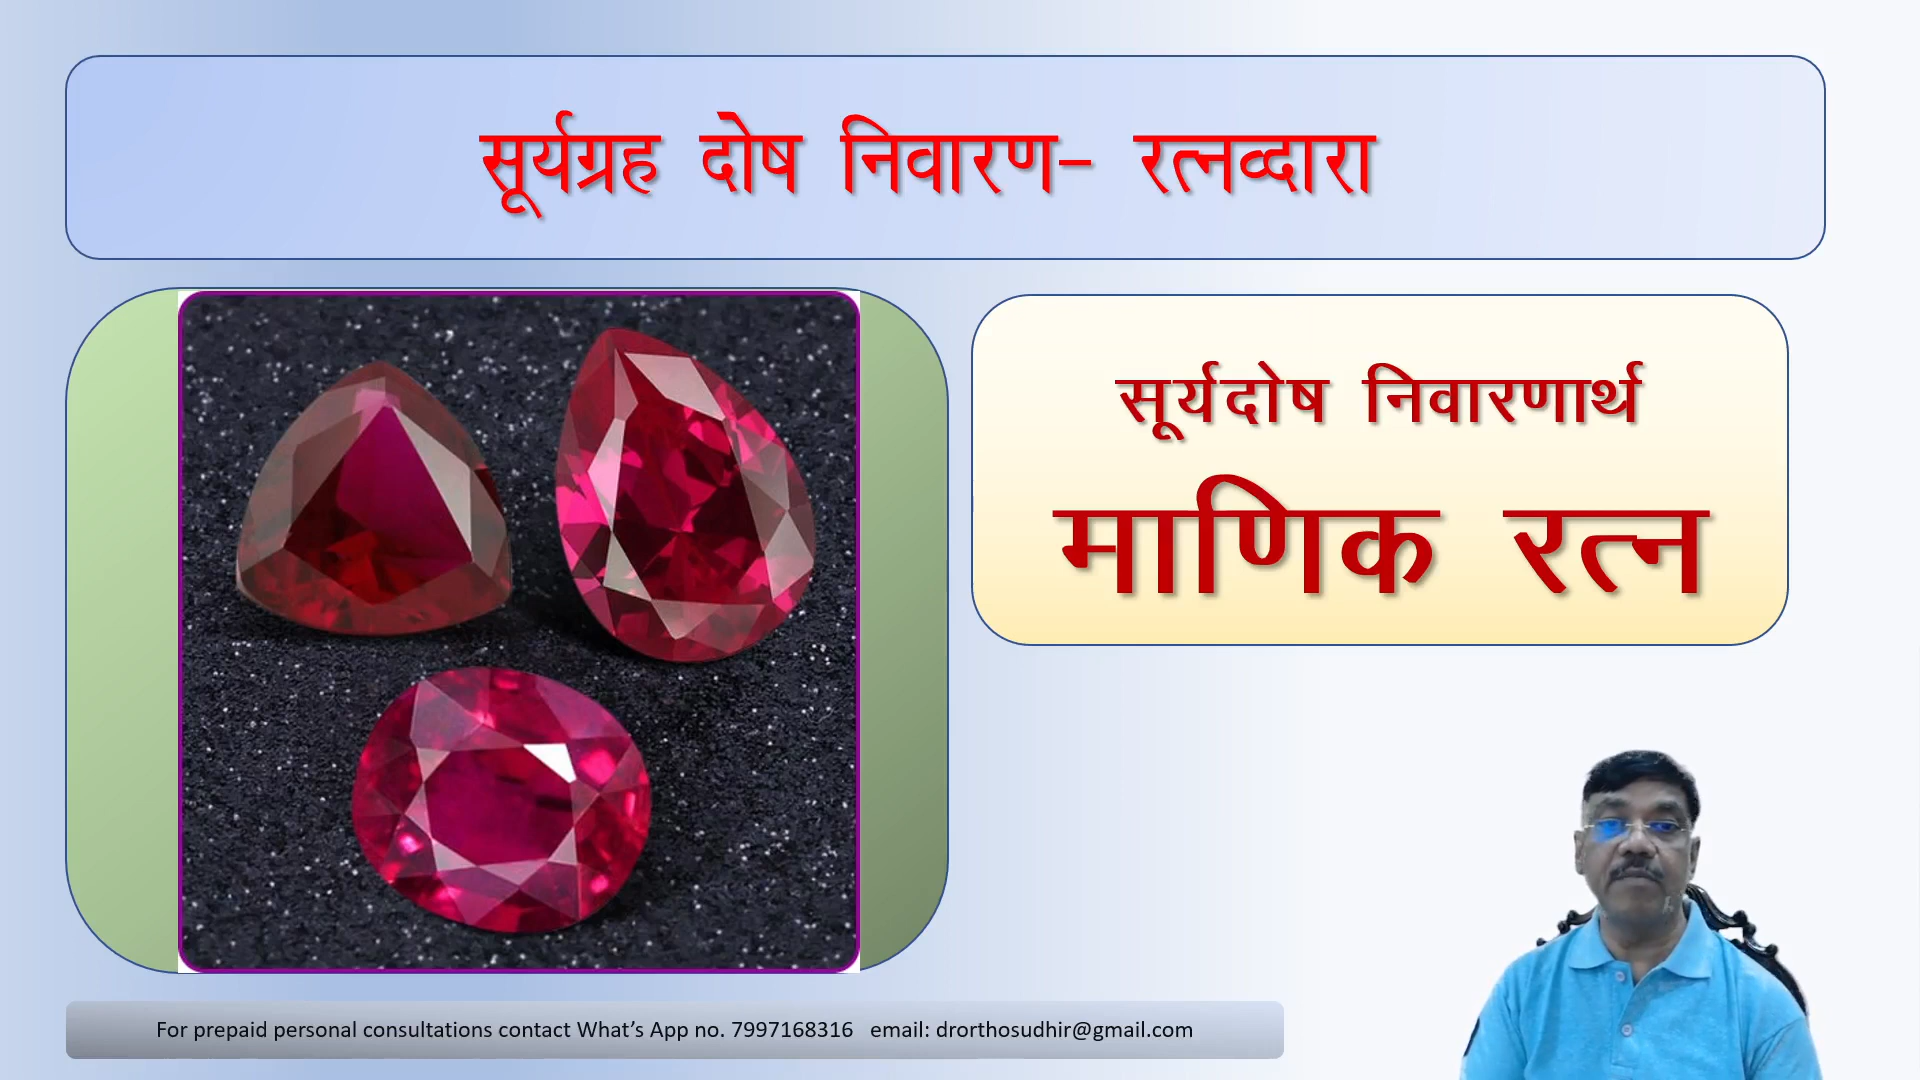 सूर्यग्रह दोष निवारण- रत्नव्दारा
सूर्यदोष निवारणार्थ
माणिक रत्न
For prepaid personal consultations contact What’s App no. 7997168316 email: drorthosudhir@gmail.com